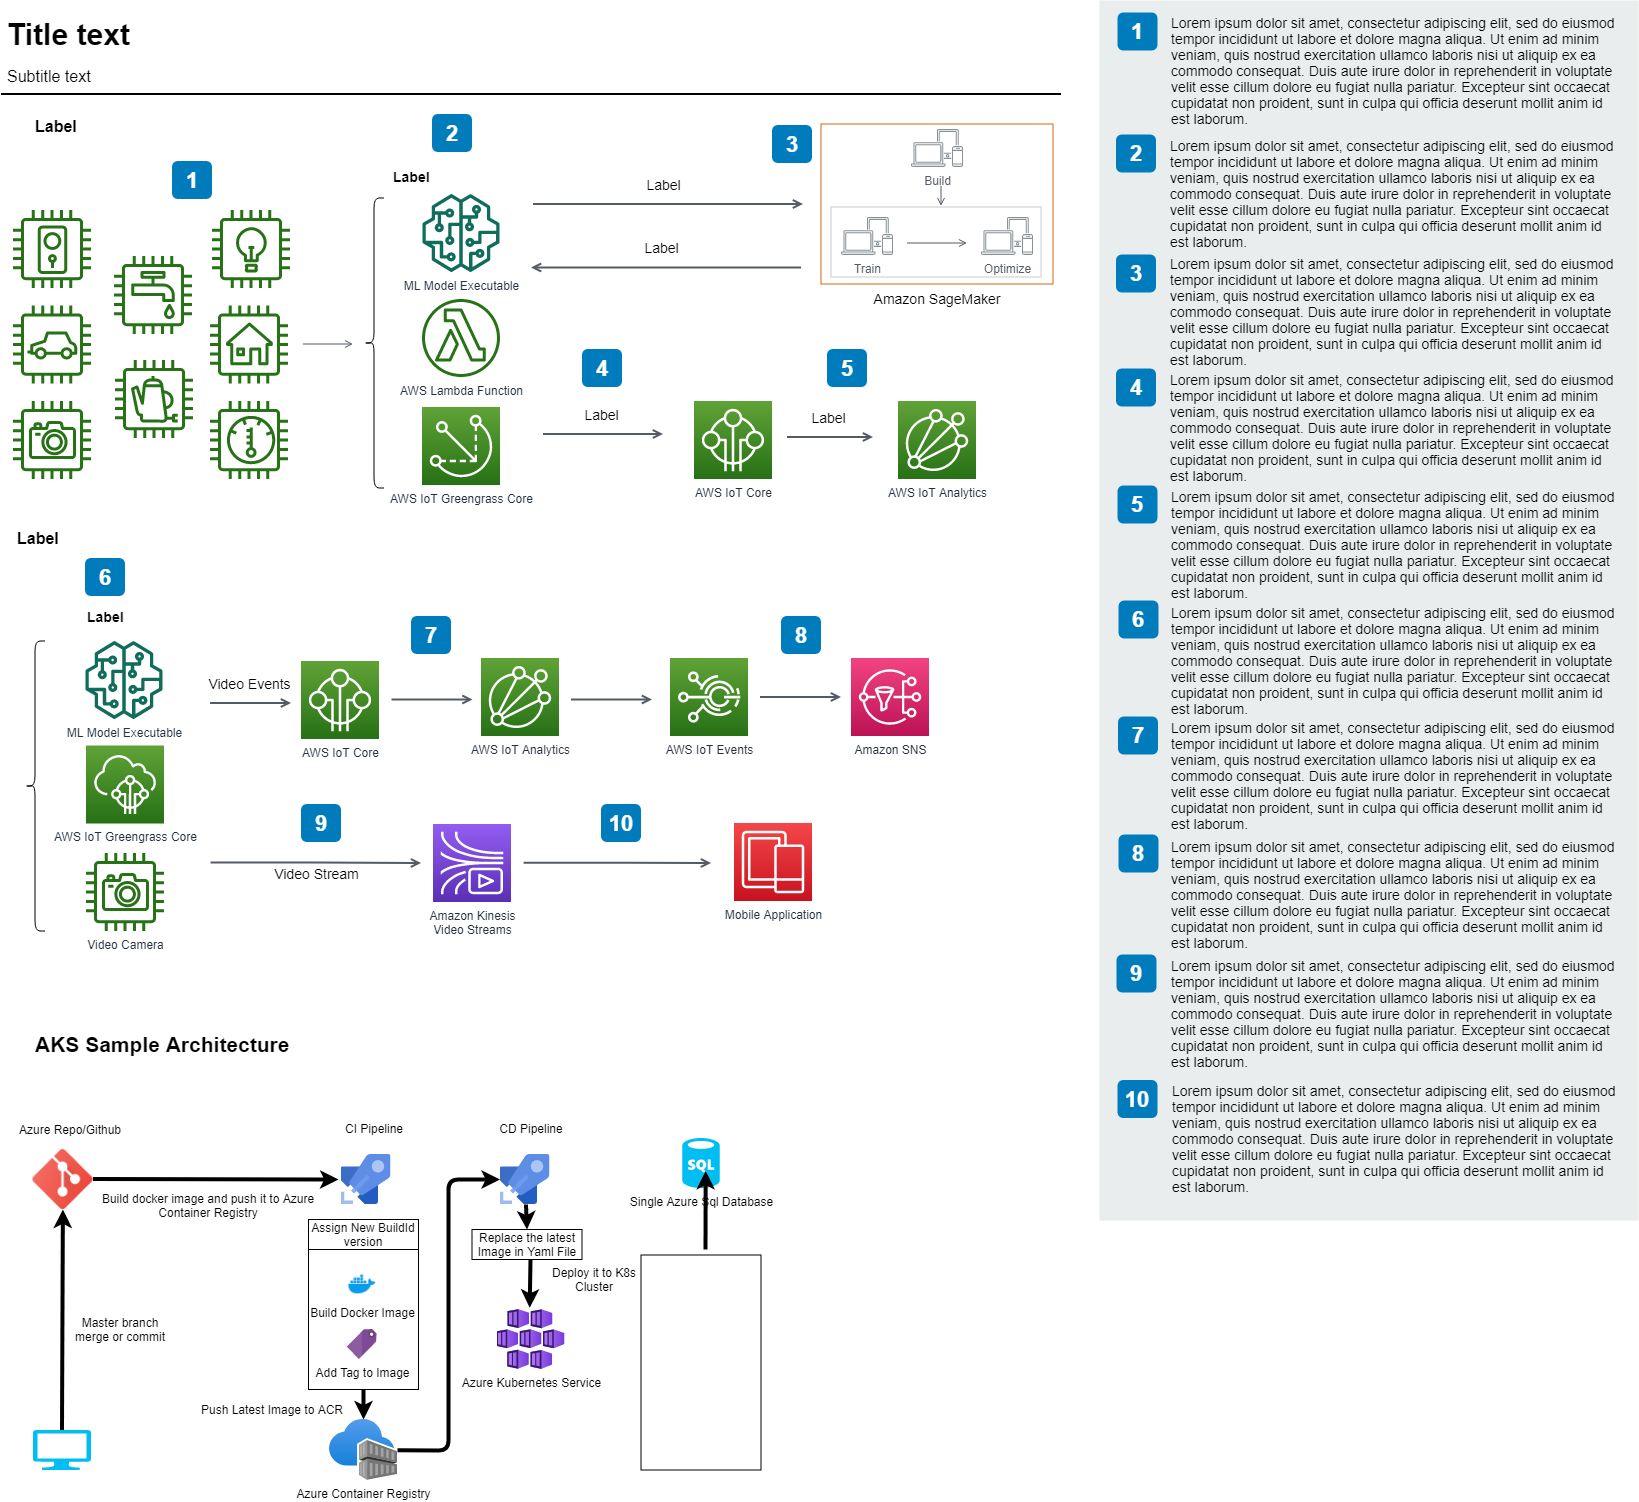 Title text
Subtitle text
Label
1
2
Label
ML Model Executable
AWS Lambda Function
AWS IoT Greengrass Core
Label
Label
3
Build
Train
Optimize
Amazon SageMaker
4
Label
AWS IoT Core
5
Label
AWS IoT Analytics
Label
6
Label
ML Model Executable
AWS IoT Greengrass Core
Video Camera
Video Events
AWS IoT Core
7
AWS IoT Analytics
AWS IoT Events
8
Amazon SNS
9
Video Stream
Amazon Kinesis
Video Streams
10
Mobile Application
AKS Sample Architecture
Azure Repo/Github
Build docker image and push it to Azure
Container Registry
Master branch
merge or commit
CI Pipeline
Assign New BuildId
version
Build Docker Image
Add Tag to Image
Push Latest Image to ACR
Azure Container Registry
CD Pipeline
Replace the latest
Image in Yaml File
Deploy it to K8s
Cluster
Azure Kubernetes Service
SQL
Single Azure Sql Database
1
Lorem ipsum dolor sit amet, consectetur adipiscing elit, sed do eiusmod
tempor incididunt ut labore et dolore magna aliqua. Ut enim ad minim
veniam, quis nostrud exercitation ullamco laboris nisi ut aliquip ex ea
commodo consequat. Duis aute irure dolor in reprehenderit in voluptate
velit esse cillum dolore eu fugiat nulla pariatur. Excepteur sint occaecat
cupidatat non proident, sunt in culpa qui officia deserunt mollit anim id
est laborum.
2
Lorem ipsum dolor sit amet, consectetur adipiscing elit, sed do eiusmod
tempor incididunt ut labore et dolore magna aliqua. Ut enim ad minim
veniam, quis nostrud exercitation ullamco laboris nisi ut aliquip ex ea
commodo consequat. Duis aute irure dolor in reprehenderit in voluptate
velit esse cillum dolore eu fugiat nulla pariatur. Excepteur sint occaecat
cupidatat non proident, sunt in culpa qui officia deserunt mollit anim id
est laborum.
3
Lorem ipsum dolor sit amet, consectetur adipiscing elit, sed do eiusmod
tempor incididunt ut labore et dolore magna aliqua. Ut enim ad minim
veniam, quis nostrud exercitation ullamco laboris nisi ut aliquip ex ea
commodo consequat. Duis aute irure dolor in reprehenderit in voluptate
velit esse cillum dolore eu fugiat nulla pariatur. Excepteur sint occaecat
cupidatat non proident, sunt in culpa qui officia deserunt mollit anim id
est laborum.
4
Lorem ipsum dolor sit amet, consectetur adipiscing elit, sed do eiusmod
tempor incididunt ut labore et dolore magna aliqua. Ut enim ad minim
veniam, quis nostrud exercitation ullamco laboris nisi ut aliquip ex ea
commodo consequat. Duis aute irure dolor in reprehenderit in voluptate
velit esse cillum dolore eu fugiat nulla pariatur. Excepteur sint occaecat
cupidatat non proident, sunt in culpa qui officia deserunt mollit anim id
est laborum.
5
Lorem ipsum dolor sit amet, consectetur adipiscing elit, sed do eiusmod
tempor incididunt ut labore et dolore magna aliqua. Ut enim ad minim
veniam, quis nostrud exercitation ullamco laboris nisi ut aliquip ex ea
commodo consequat. Duis aute irure dolor in reprehenderit in voluptate
velit esse cillum dolore eu fugiat nulla pariatur. Excepteur sint occaecat
cupidatat non proident, sunt in culpa qui officia deserunt mollit anim id
est laborum.
6
Lorem ipsum dolor sit amet, consectetur adipiscing elit, sed do eiusmod
tempor incididunt ut labore et dolore magna aliqua. Ut enim ad minim
veniam, quis nostrud exercitation ullamco laboris nisi ut aliquip ex ea
commodo consequat. Duis aute irure dolor in reprehenderit in voluptate
velit esse cillum dolore eu fugiat nulla pariatur. Excepteur sint occaecat
cupidatat non proident, sunt in culpa qui officia deserunt mollit anim id
est laborum.
7
Lorem ipsum dolor sit amet, consectetur adipiscing elit, sed do eiusmod
tempor incididunt ut labore et dolore magna aliqua. Ut enim ad minim
veniam, quis nostrud exercitation ullamco laboris nisi ut aliquip ex ea
commodo consequat. Duis aute irure dolor in reprehenderit in voluptate
velit esse cillum dolore eu fugiat nulla pariatur. Excepteur sint occaecat
cupidatat non proident, sunt in culpa qui officia deserunt mollit anim id
est laborum.
8
Lorem ipsum dolor sit amet, consectetur adipiscing elit, sed do eiusmod
tempor incididunt ut labore et dolore magna aliqua. Ut enim ad minim
veniam, quis nostrud exercitation ullamco laboris nisi ut aliquip ex ea
commodo consequat. Duis aute irure dolor in reprehenderit in voluptate
velit esse cillum dolore eu fugiat nulla pariatur. Excepteur sint occaecat
cupidatat non proident, sunt in culpa qui officia deserunt mollit anim id
est laborum.
9
Lorem ipsum dolor sit amet, consectetur adipiscing elit, sed do eiusmod
tempor incididunt ut labore et dolore magna aliqua. Ut enim ad minim
veniam, quis nostrud exercitation ullamco laboris nisi ut aliquip ex ea
commodo consequat. Duis aute irure dolor in reprehenderit in voluptate
velit esse cillum dolore eu fugiat nulla pariatur. Excepteur sint occaecat
cupidatat non proident, sunt in culpa qui officia deserunt mollit anim id
est laborum.
10
Lorem ipsum dolor sit amet, consectetur adipiscing elit, sed do eiusmod
tempor incididunt ut labore et dolore magna aliqua. Ut enim ad minim
veniam, quis nostrud exercitation ullamco laboris nisi ut aliquip ex ea
commodo consequat. Duis aute irure dolor in reprehenderit in voluptate
velit esse cillum dolore eu fugiat nulla pariatur. Excepteur sint occaecat
cupidatat non proident, sunt in culpa qui officia deserunt mollit anim id
est laborum.